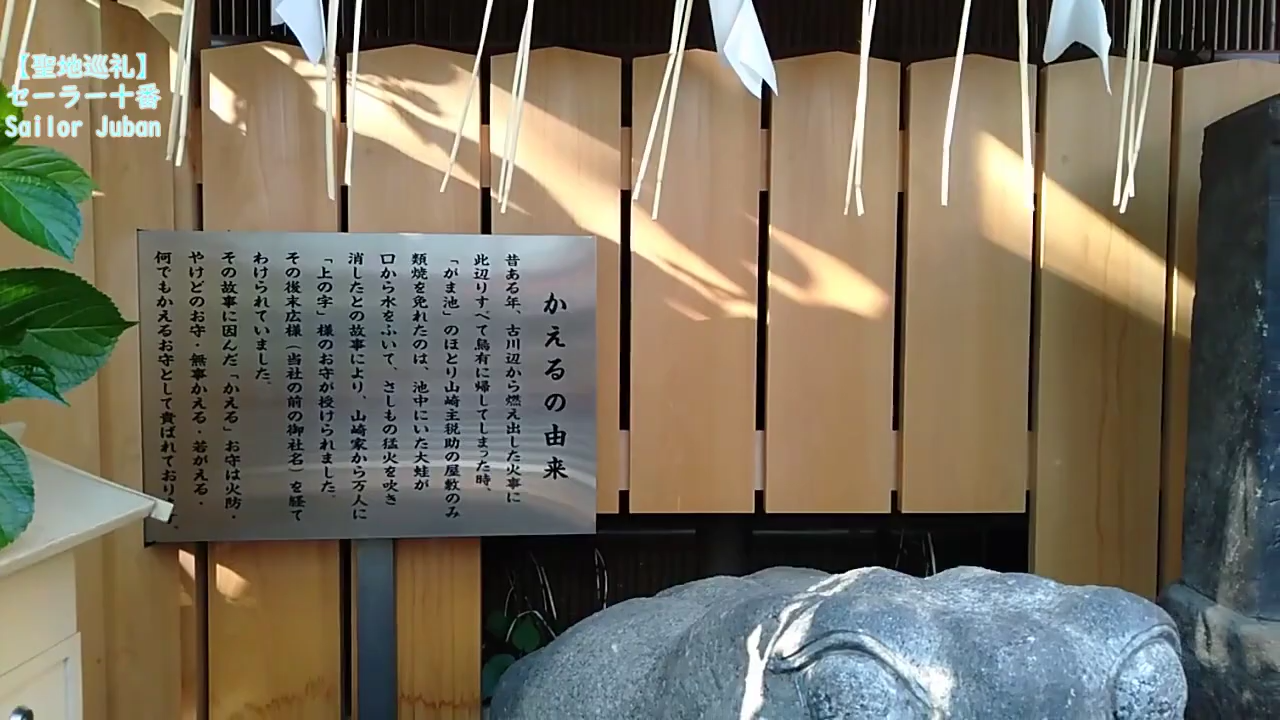 【聖地巡礼】
セーラー十番
Sailor Juban
かえるの由来
昔ある年、古川辺から燃え出した火事に
此辺りすべて烏有に帰してしまった時、
「がま池」のほとり山崎主税助の屋敷のみ
類焼を免れたのは、池中にいた大蛙が
口から水をふいて、さしもの猛火を吹き
消したとの故事により、山崎家から万人に
「上の字」様のお守が授けられました。
その後末広様（当社の前の御社名）を経て
わけられていました。
その故事に因んだ「かえる」お守は火防・
やけどのお守・無事かえる・若がえる・
何でもかえるお守として貴ばれております。